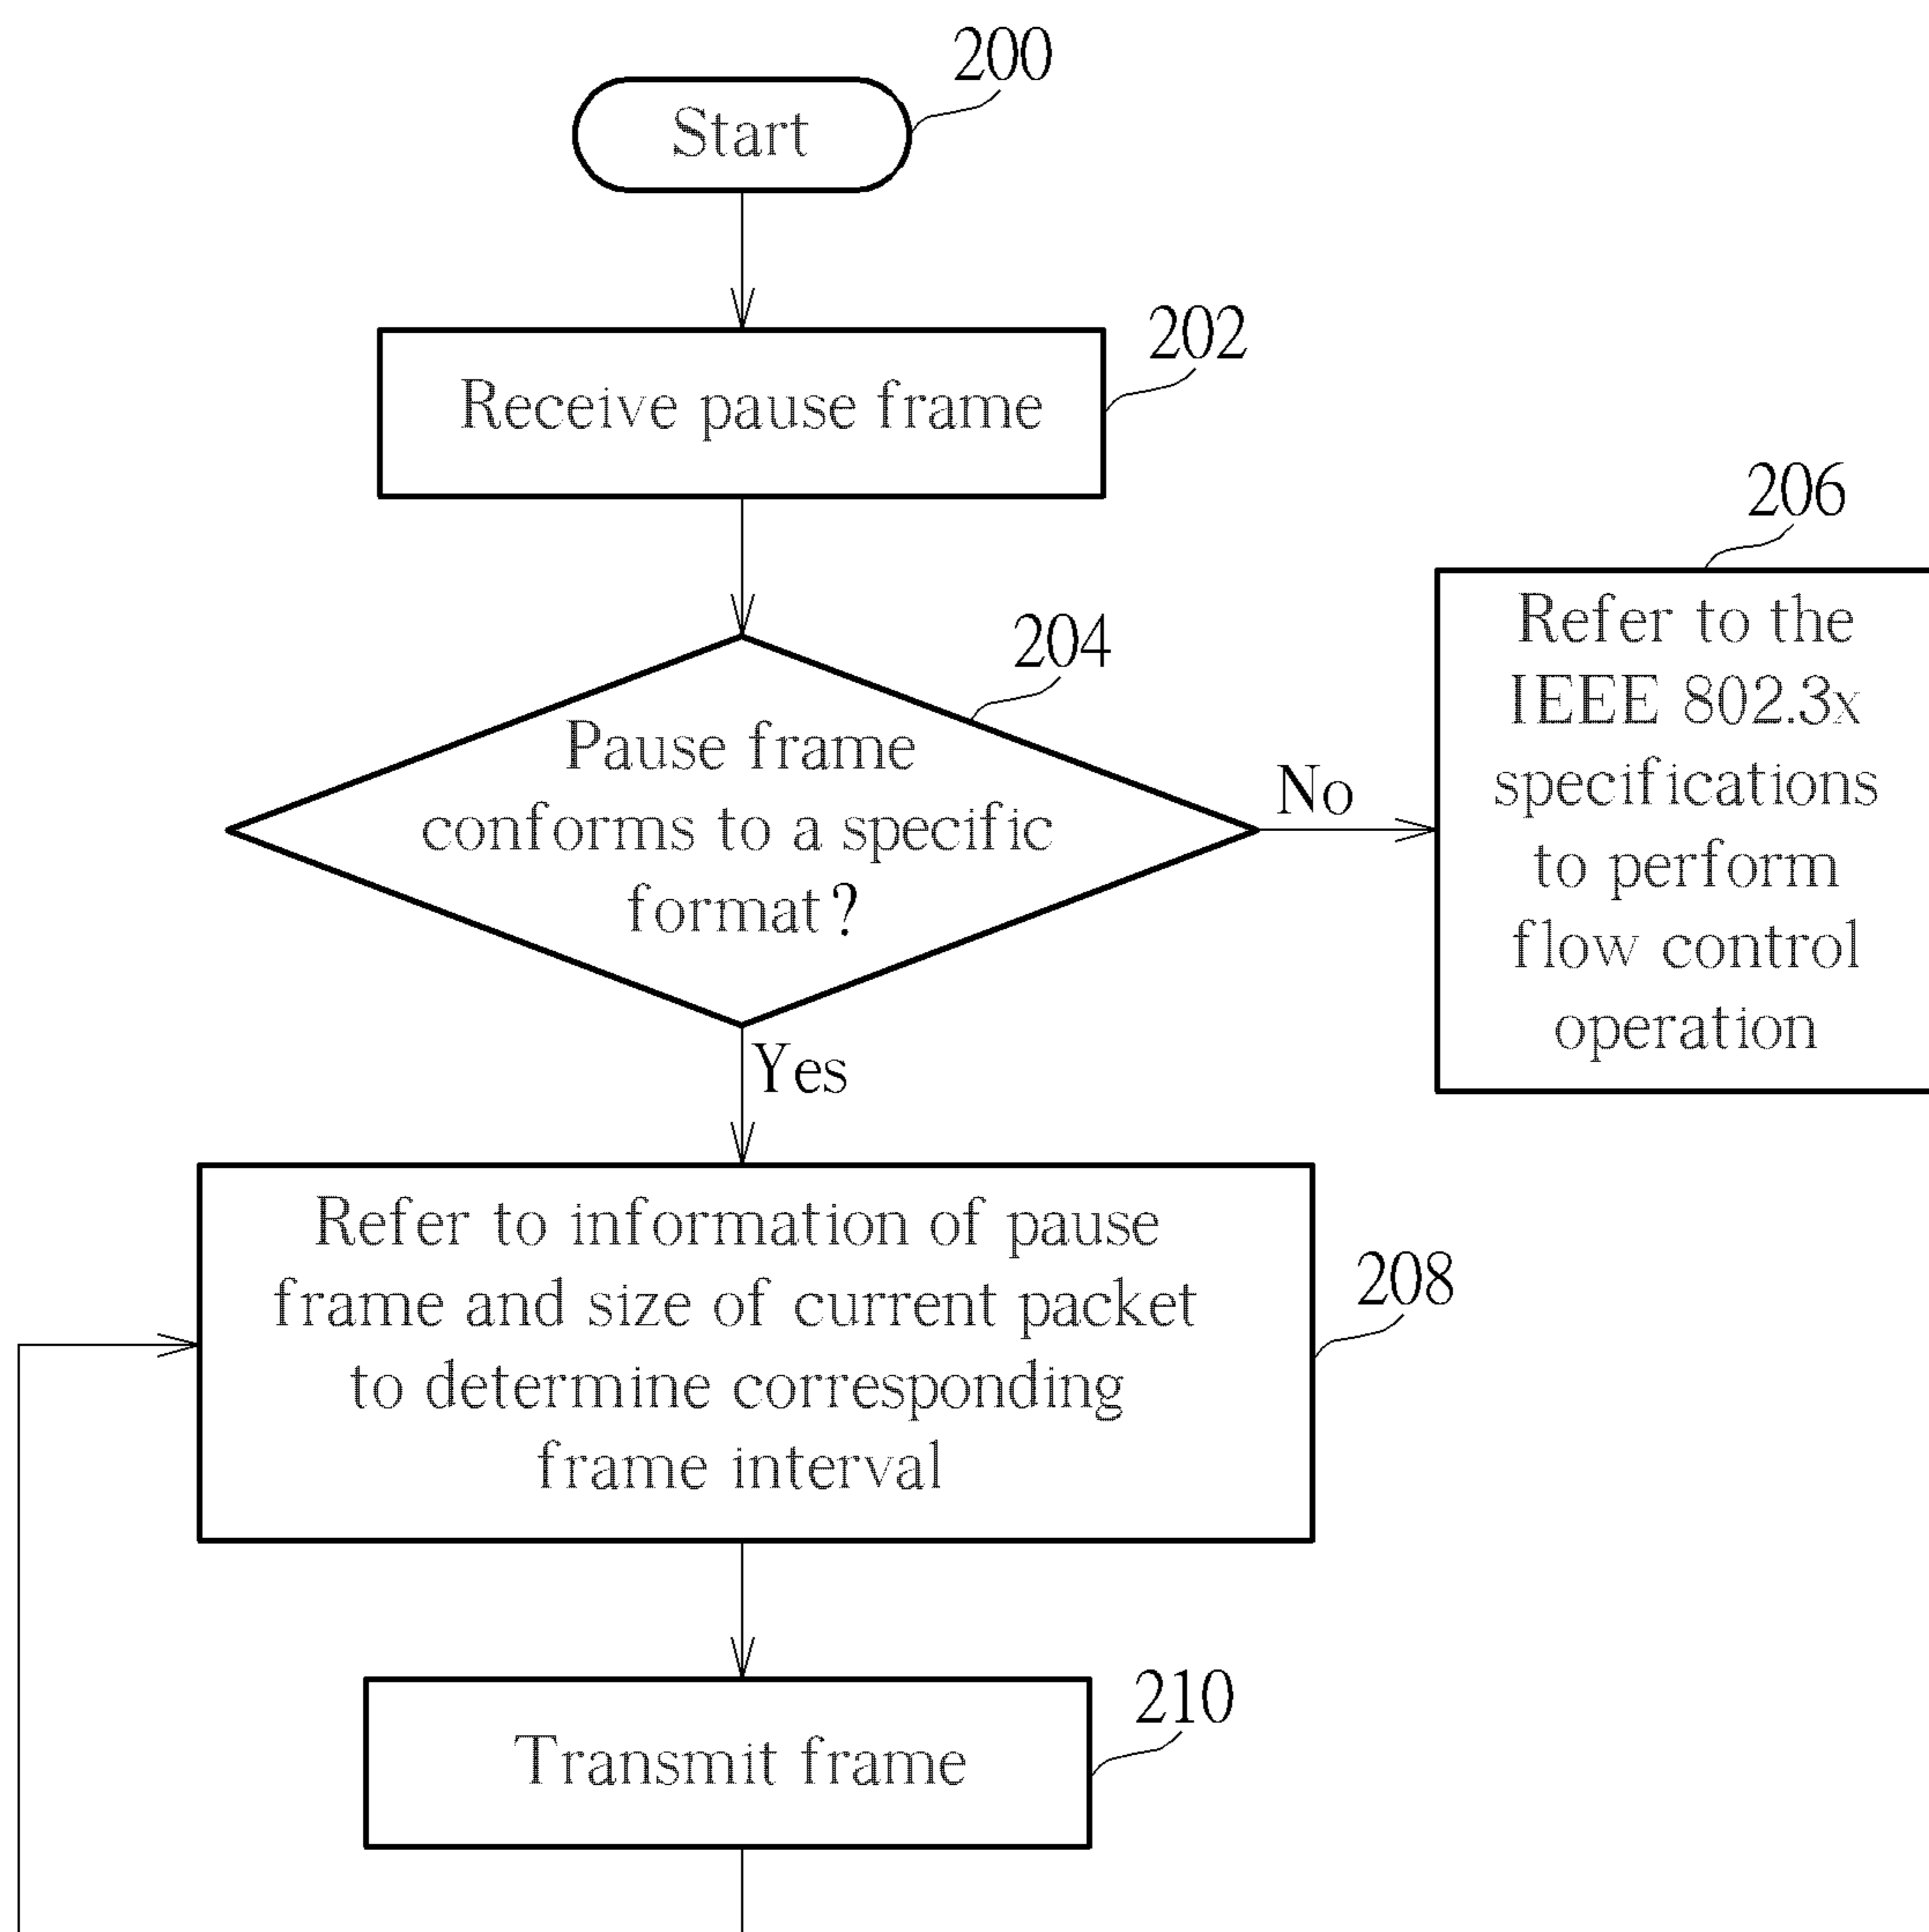 200
Start
202
Receive pause frame
204
Pause frame
conforms to a specific
format?
No
206
Refer to the
IEEE 802.3x
specifications
to perform
flow control
operation
Yes
208
Refer to information of pause
frame and size of current packet
to determine corresponding
frame interval
210
Transmit frame